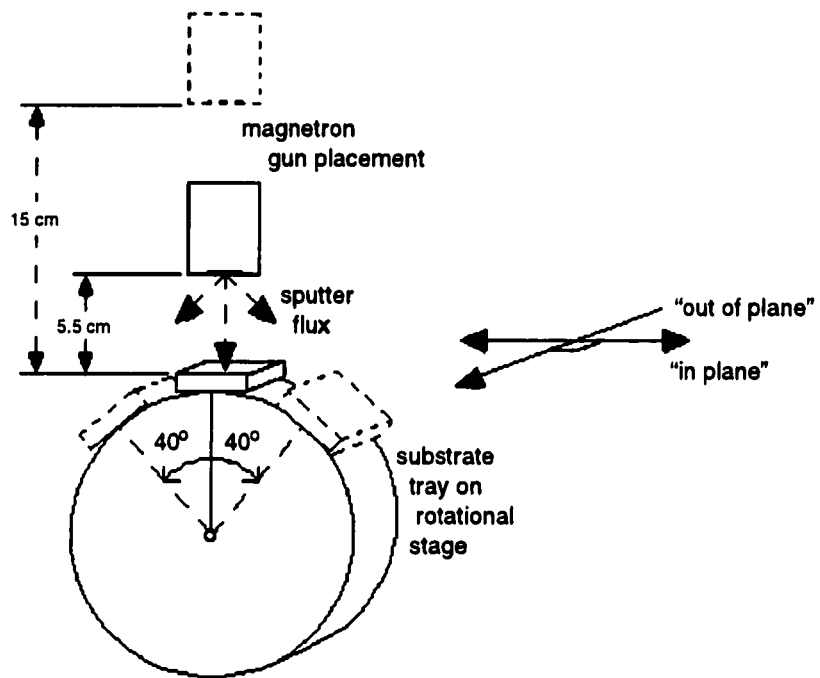 magnetron
gun placement
15 cm
5.5 cm
sputter
flux
"out of plane"
"in plane"
40° 40°
substrate
tray on
rotational
stage